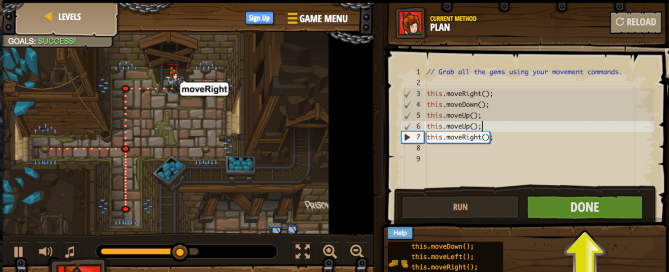 LEVELS
Sign Up
GAME MENU
GOALS: SUCCESS!
moveRight
PRISON
Current Method
PLAN
RELOAD
1 // Grab all the gems using your movement commands.
2
3 this.moveRight();
4 this.moveDown();
5 this.moveUp();
6 this.moveUp();
7 this.moveRight();
8
9
RUN
DONE
Help
this.moveDown();
this.moveLeft();
this.moveRight();